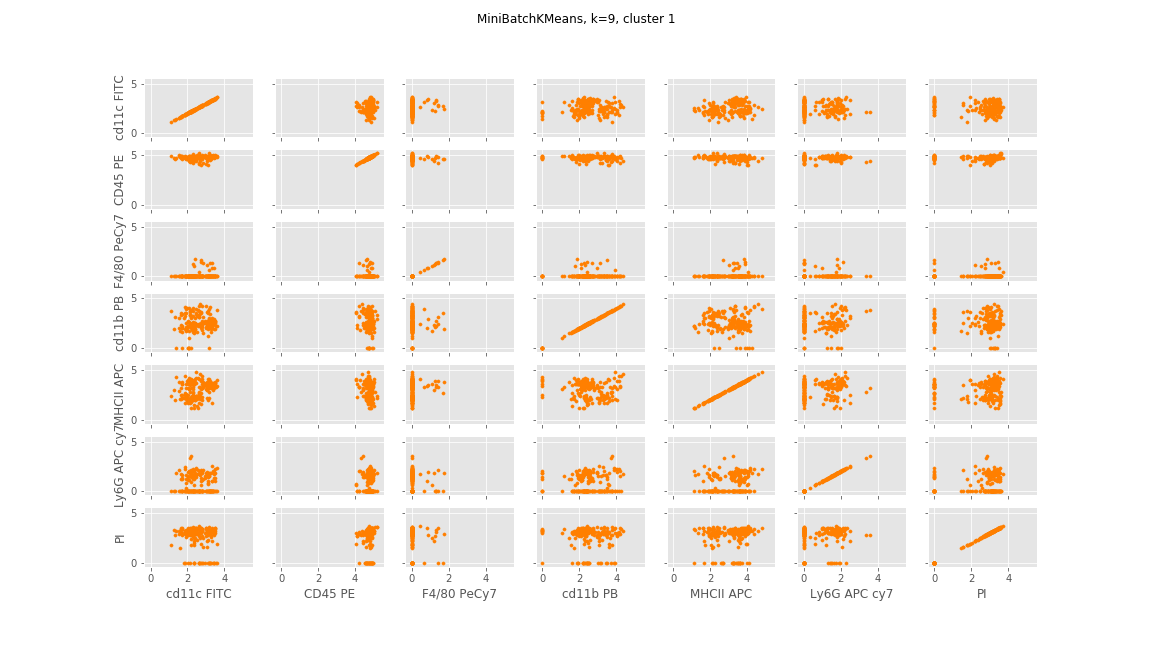 MiniBatchKMeans, k=9, cluster 1
cd11c FITC
5
0
CD45 PE
5
0
F4/80 PeCy7
5
0
cd11b PB
5
0
MHCII APC
5
0
Ly6G APC cy7
5
0
PI
5
0
0 2 4 0 2 4 0 2 4 0 2 4 0 2 4 0 2 4 0 2 4
cd11c FITC CD45 PE F4/80 PeCy7 cd11b PB MHCII APC Ly6G APC cy7 PI